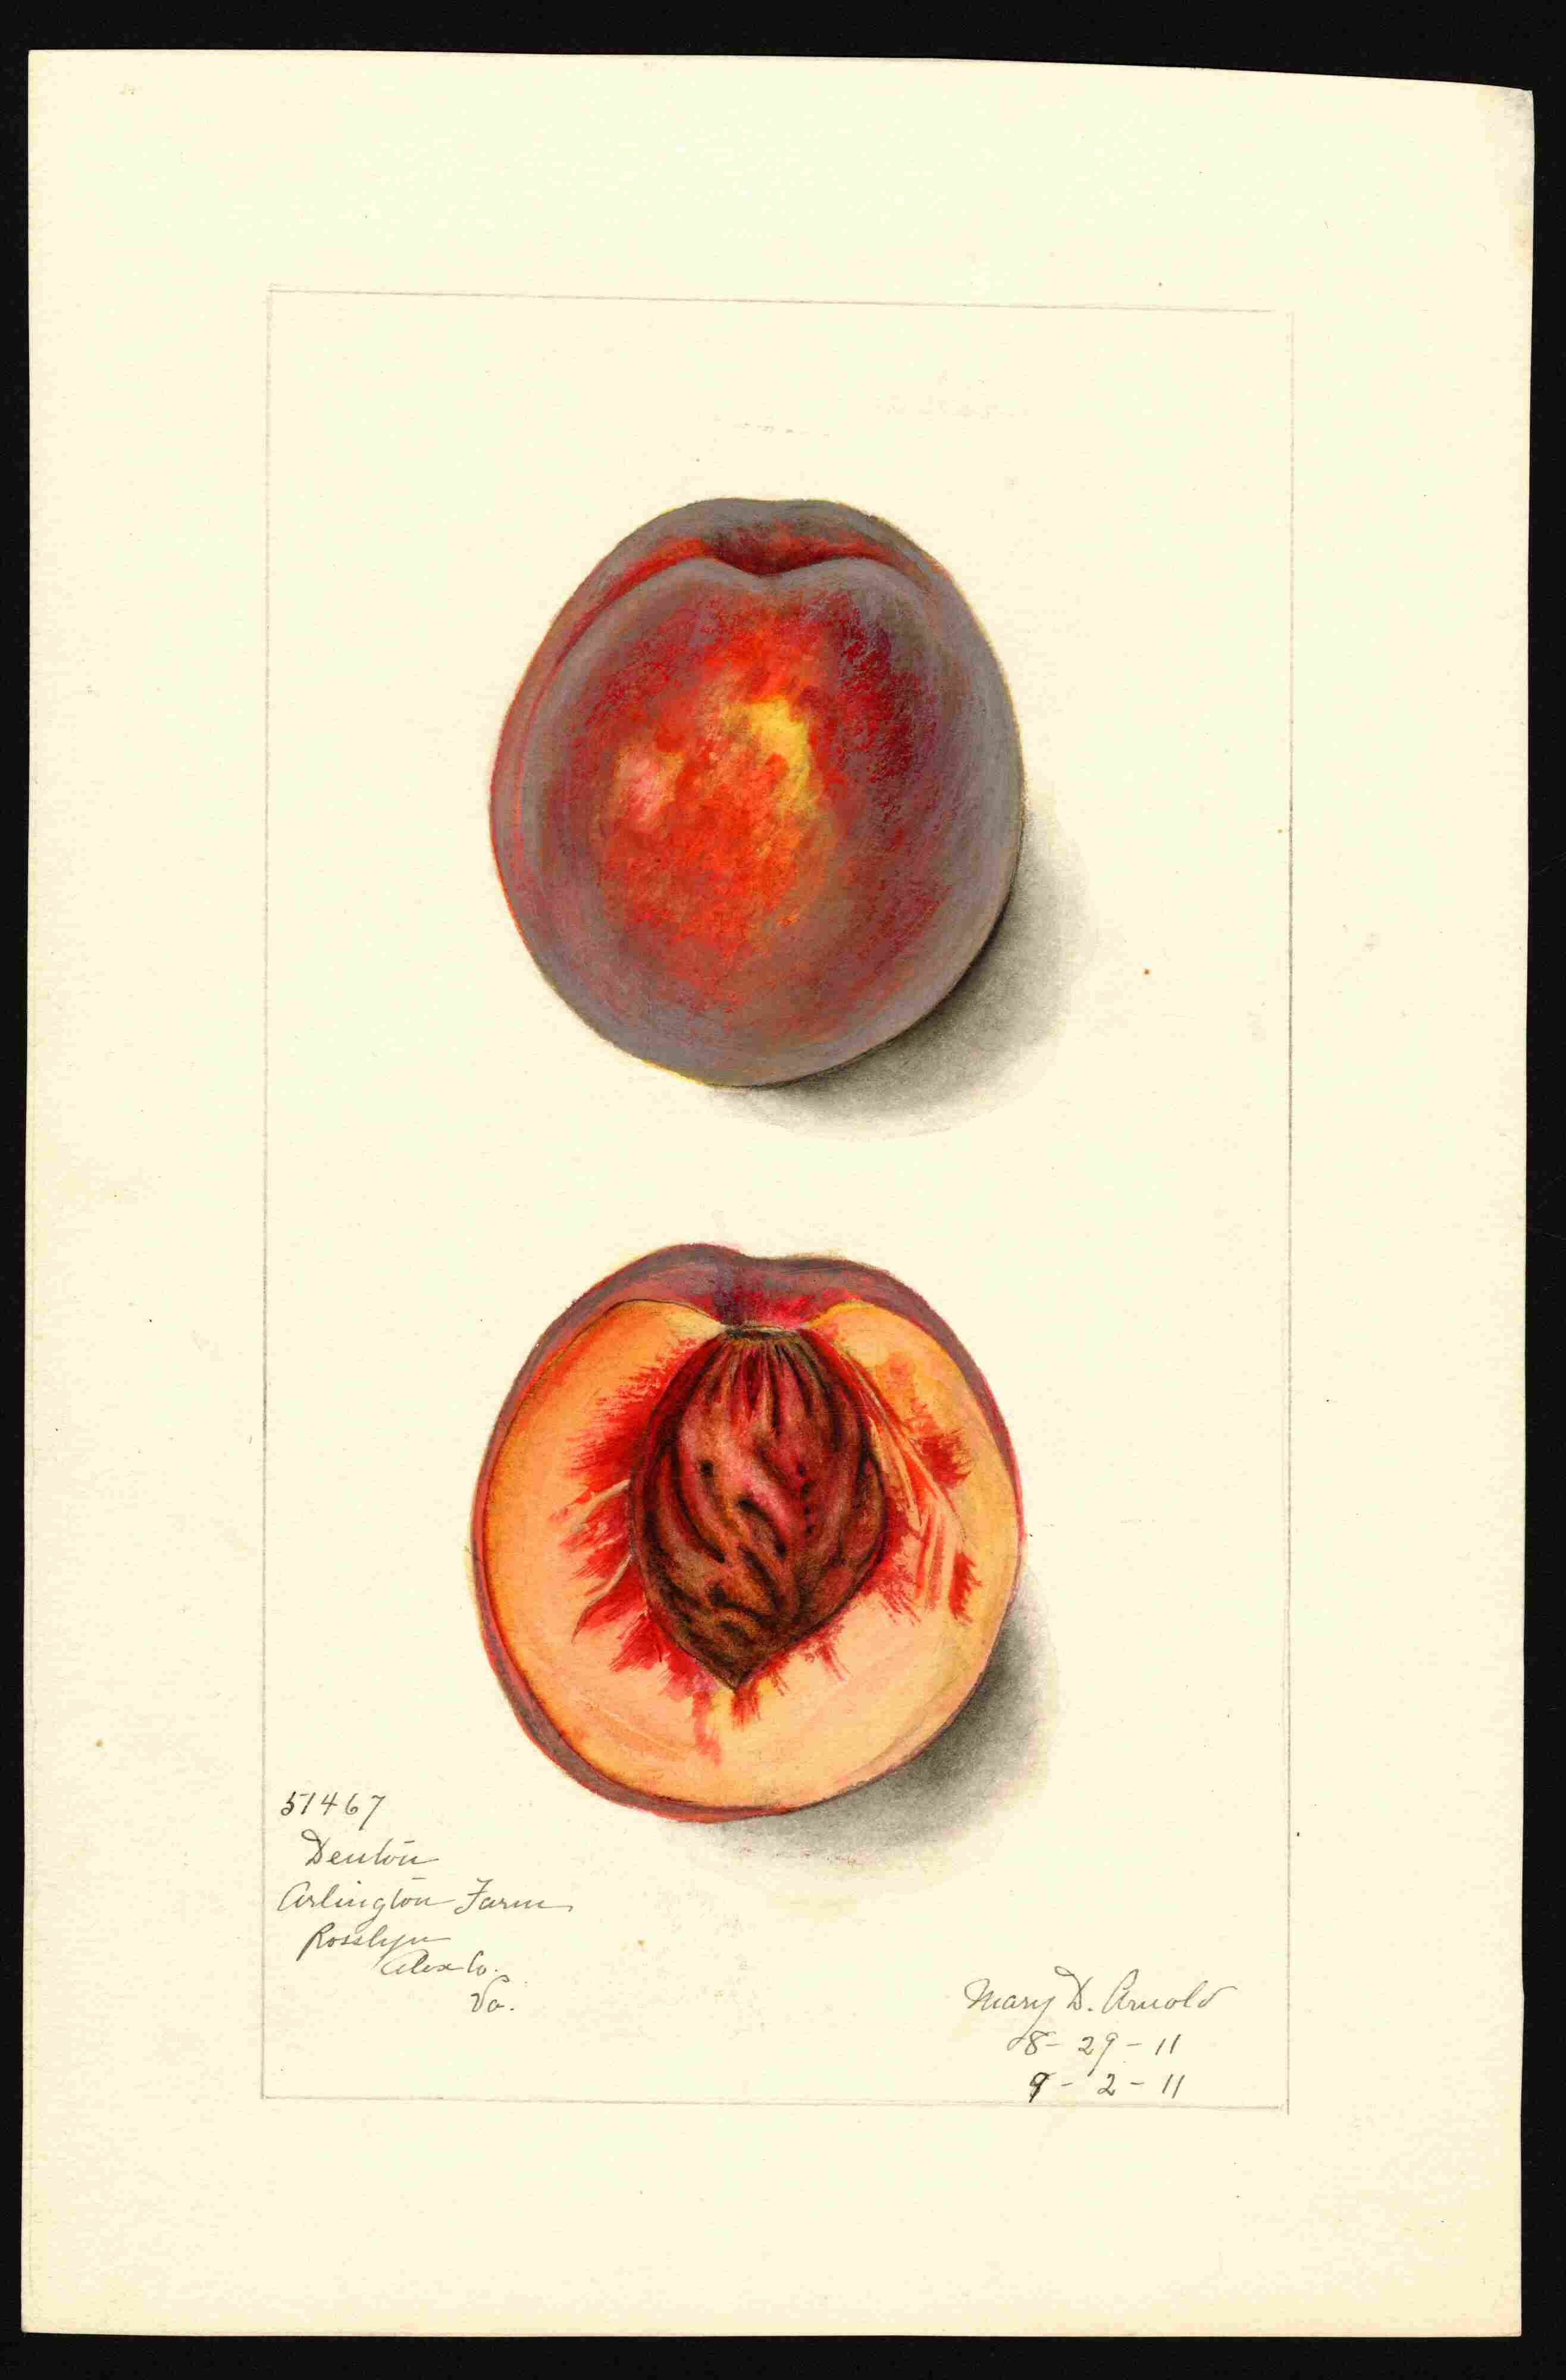 51467
Denton
Arlington Farm
Rosslyn
Alex Co.
Va.
Mary D. Arnold
8-29-11
9-2-11